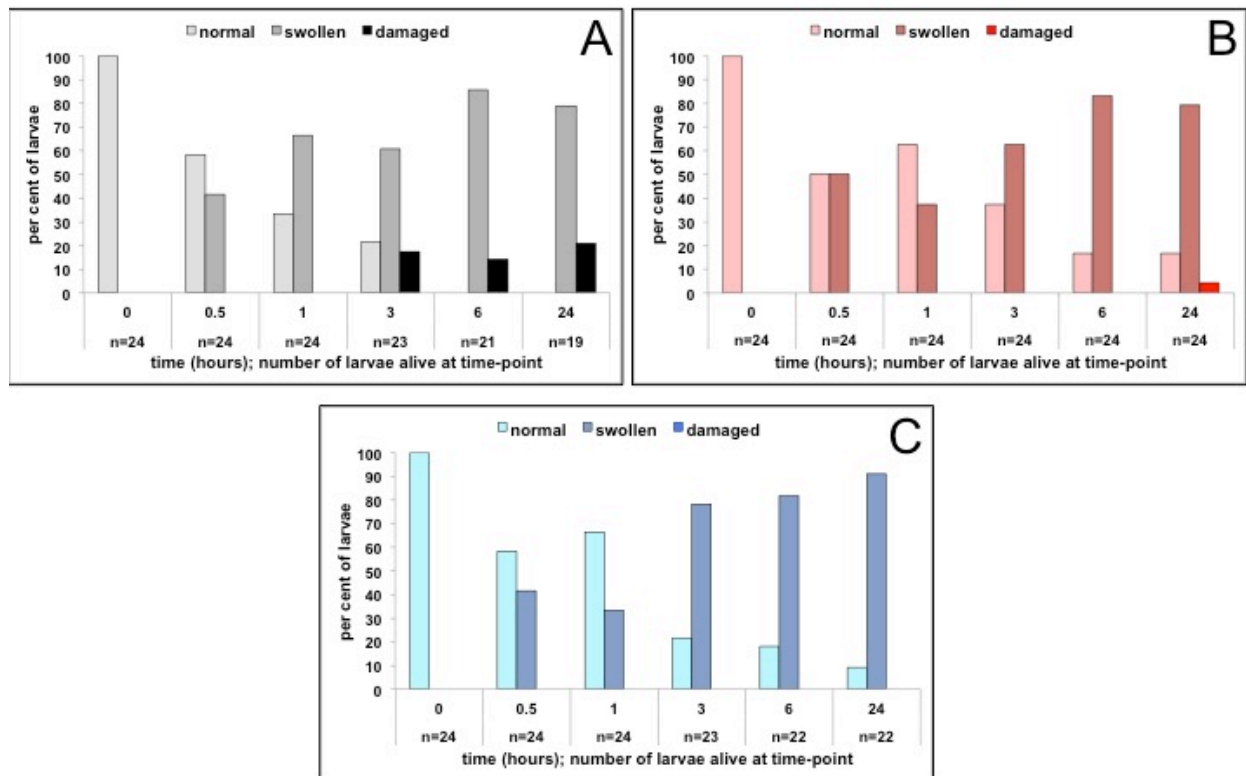 normal swollen damaged
A
per cent of larvae
100
90
80
70
60
50
40
30
20
10
0
0 0.5 1 3 6 24
n=24 n=24 n=24 n=23 n=21 n=19
time (hours); number of larvae alive at time-point
normal swollen damaged
B
per cent of larvae
100
90
80
70
60
50
40
30
20
10
0
0 0.5 1 3 6 24
n=24 n=24 n=24 n=24 n=24 n=24
time (hours); number of larvae alive at time-point
normal swollen damaged
C
per cent of larvae
100
90
80
70
60
50
40
30
20
10
0
0 0.5 1 3 6 24
n=24 n=24 n=24 n=23 n=22 n=22
time (hours); number of larvae alive at time-point